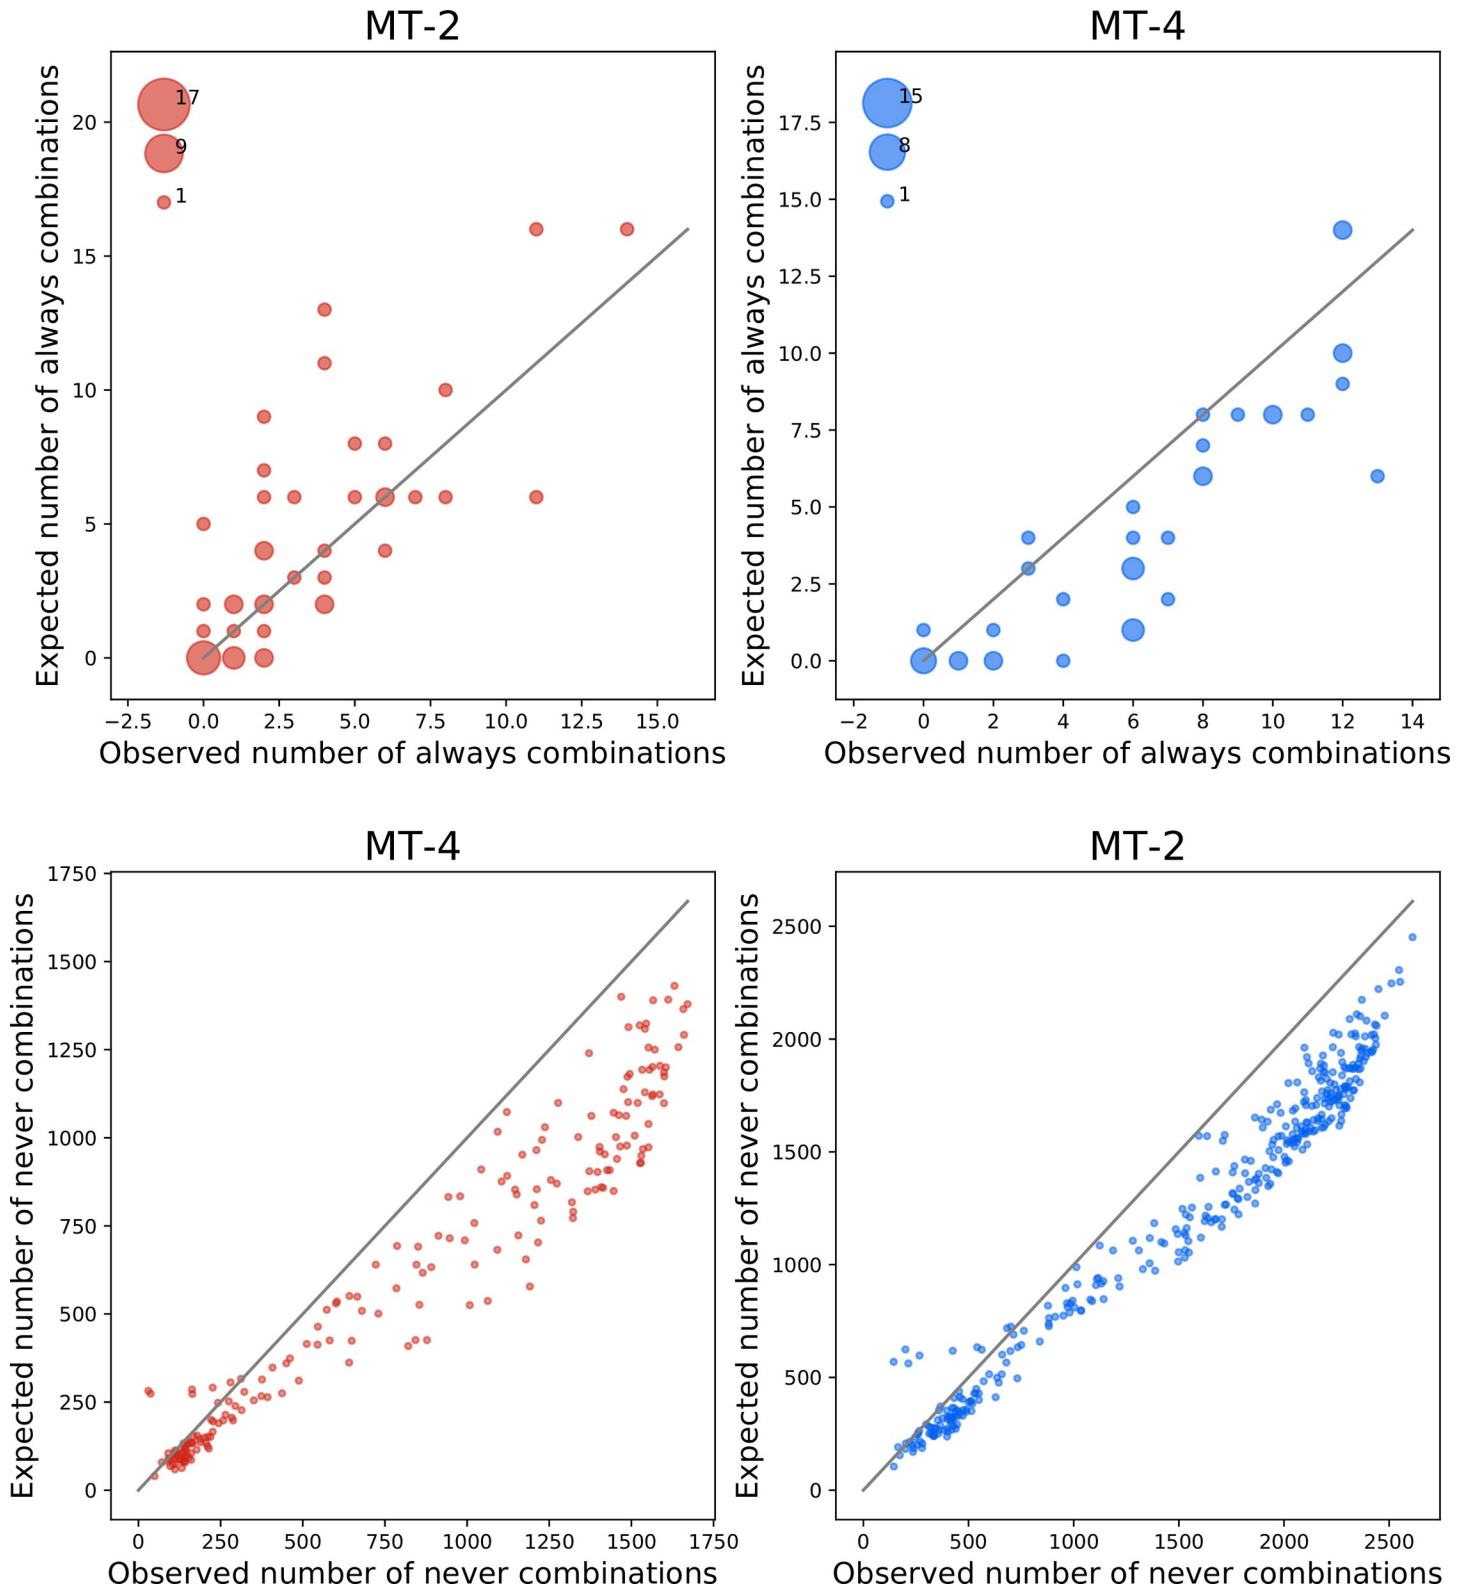 MT-2
MT-4
Expected number of always combinations
20
15
10
5
0
17
9
1
−2.5 0.0 2.5 5.0 7.5 10.0 12.5 15.0
Observed number of always combinations
Expected number of always combinations
17.5
15.0
12.5
10.0
7.5
5.0
2.5
0.0
15
8
1
−2 0 2 4 6 8 10 12 14
Observed number of always combinations
MT-4
MT-2
Expected number of never combinations
1750
1500
1250
1000
750
500
250
0
0 250 500 750 1000 1250 1500 1750
Observed number of never combinations
Expected number of never combinations
2500
2000
1500
1000
500
0
0 500 1000 1500 2000 2500
Observed number of never combinations